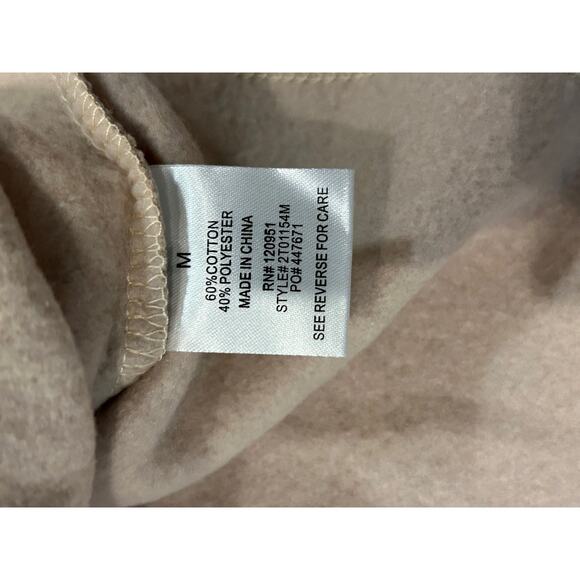 M
60%COTTON
40% POLYESTER
MADE IN CHINA
RN# 120951
STYLE# 2T01154M
PO# 447671
SEE REVERSE FOR CARE